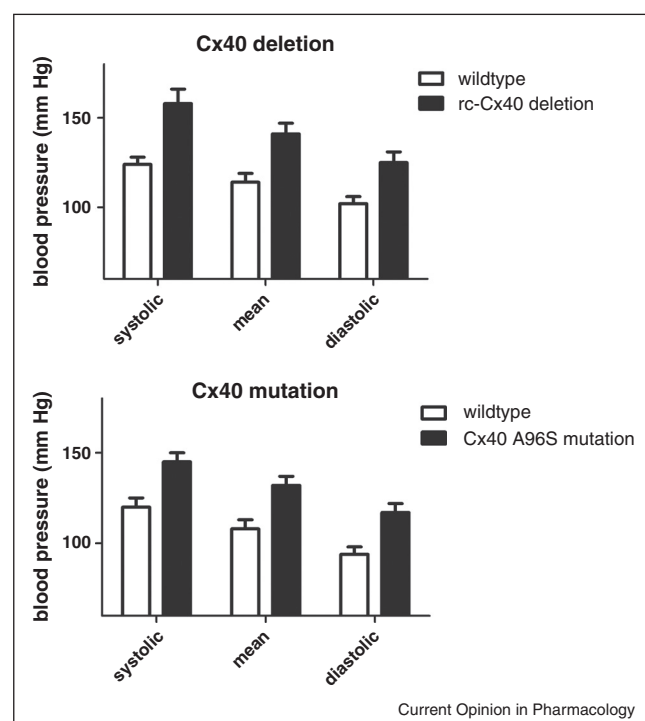 Cx40 deletion
wildtype
rc-Cx40 deletion
blood pressure (mm Hg)
150
100
systolic
mean
diastolic
Cx40 mutation
wildtype
Cx40 A96S mutation
blood pressure (mm Hg)
150
100
systolic
mean
diastolic
Current Opinion in Pharmacology